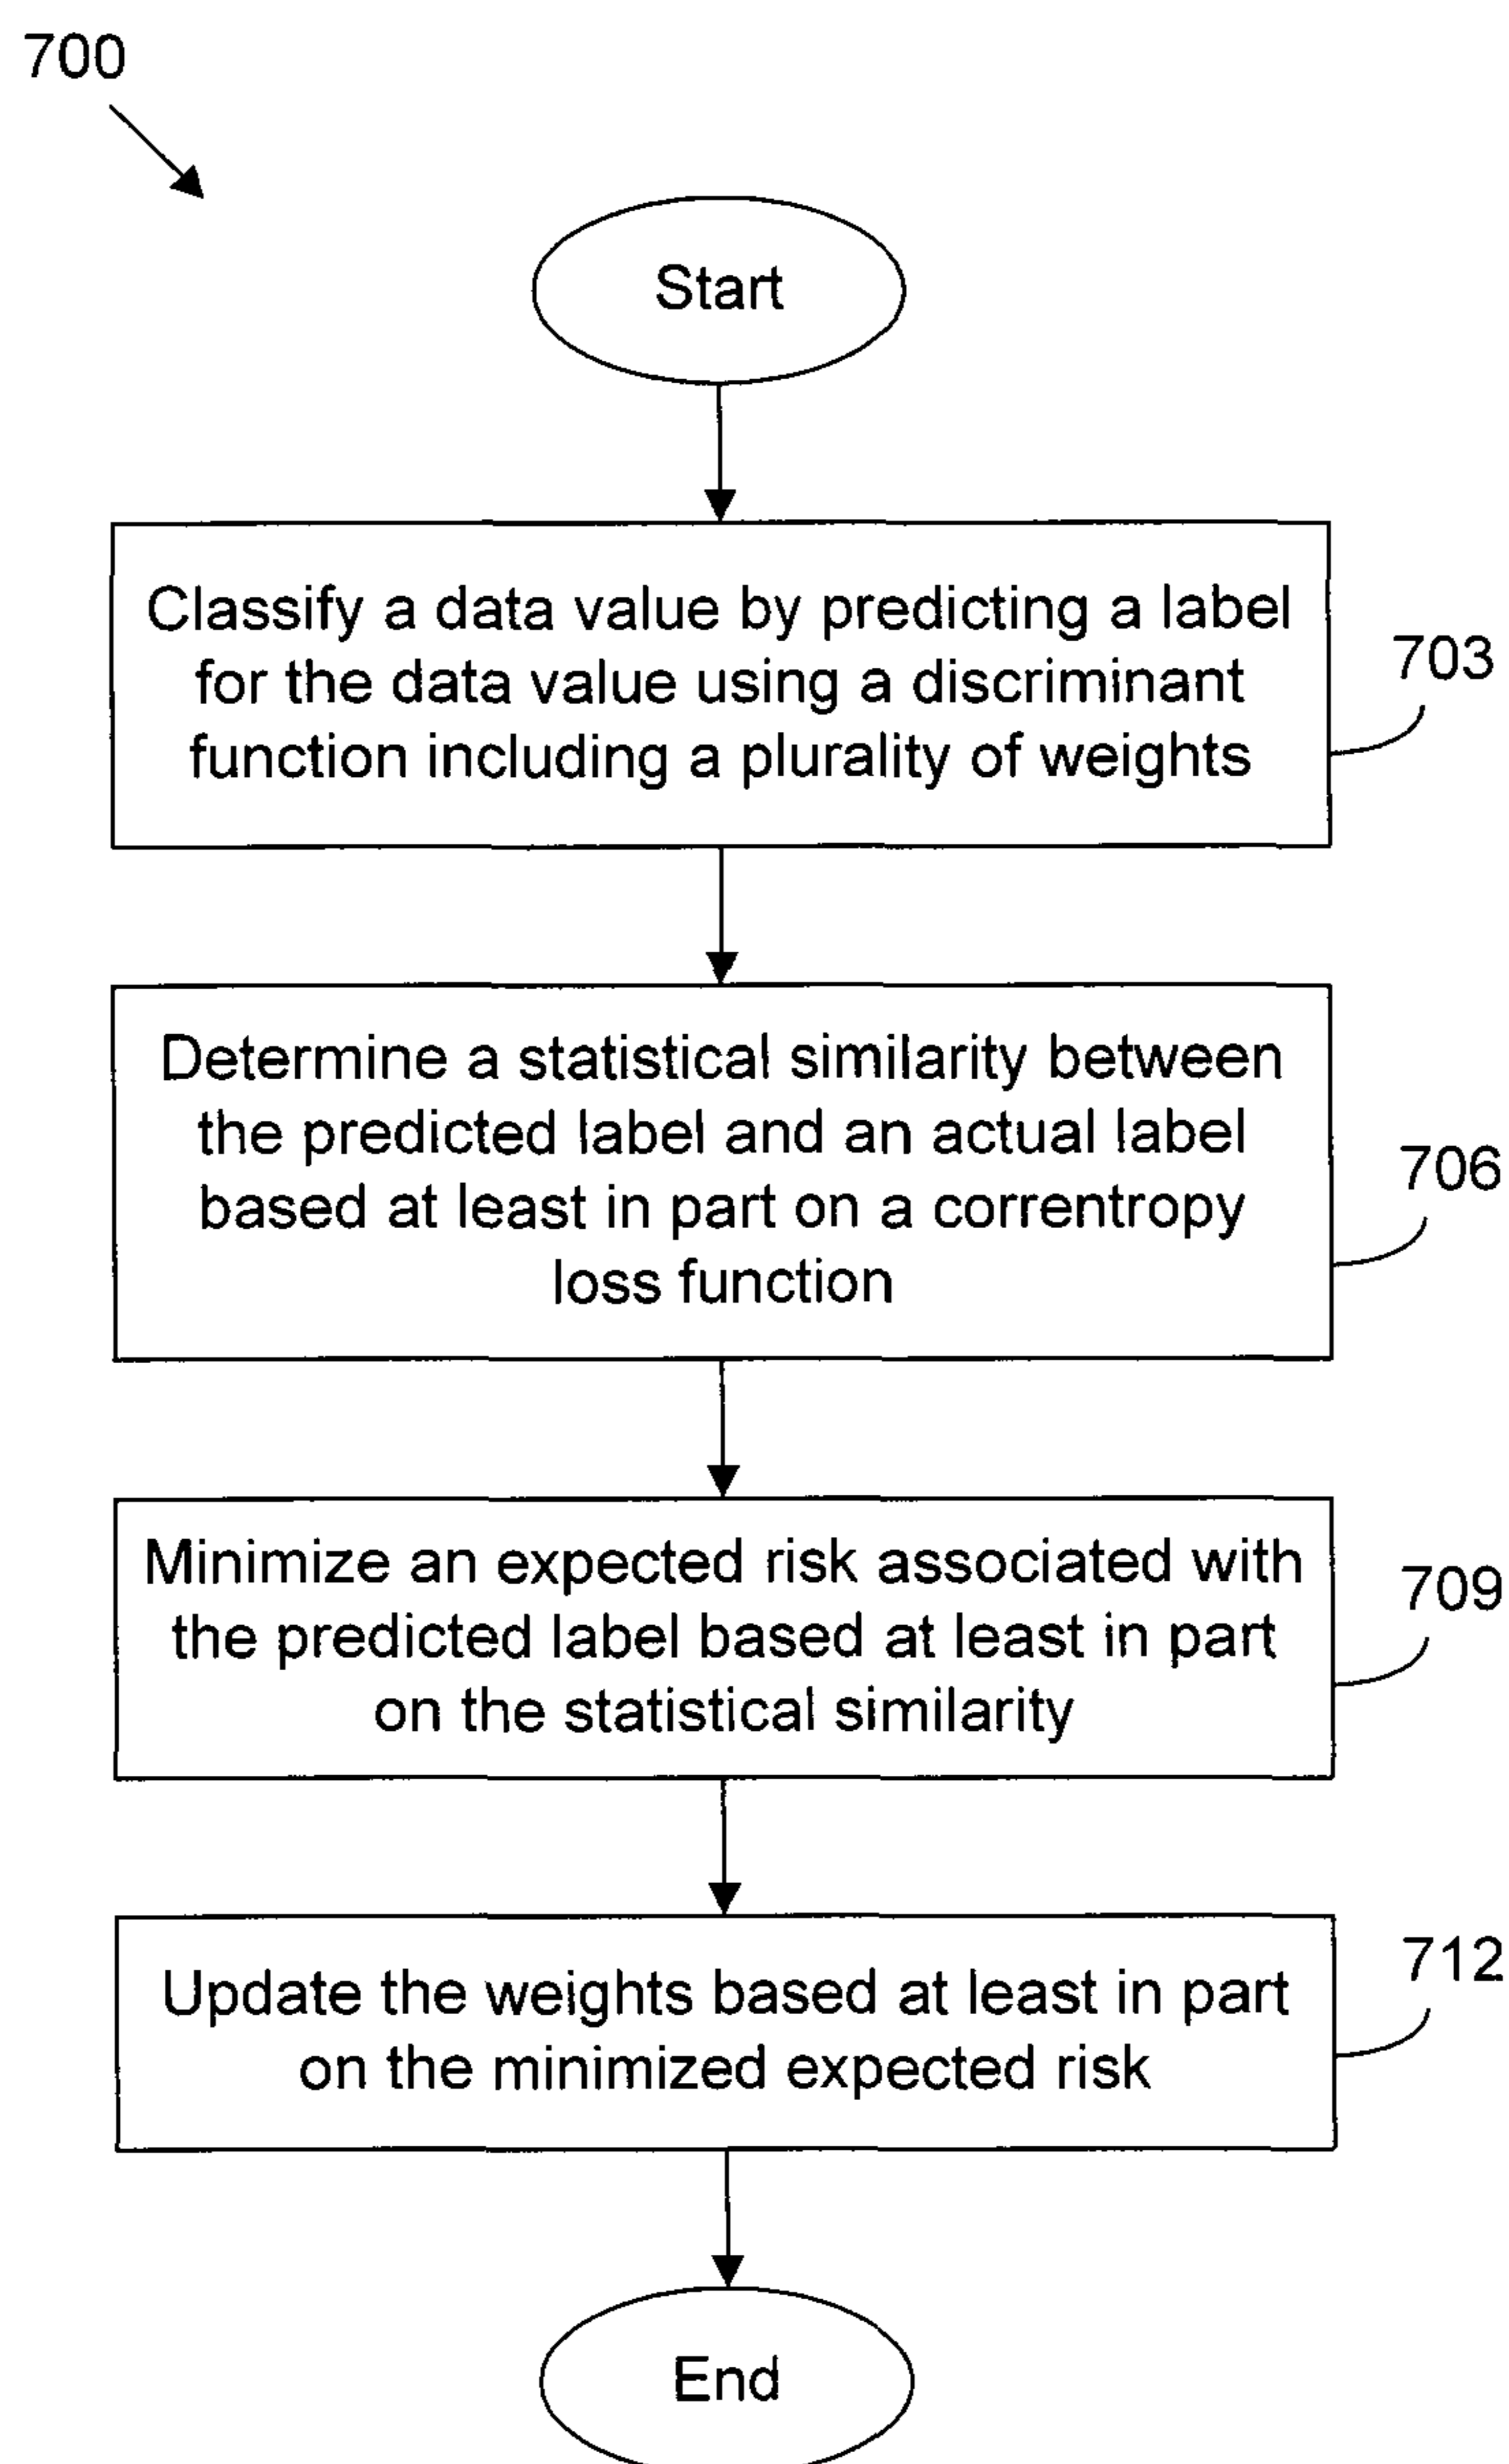 700
Start
Classify a data value by predicting a label
for the data value using a discriminant
function including a plurality of weights
703
Determine a statistical similarity between
the predicted label and an actual label
based at least in part on a correntropy
loss function
706
Minimize an expected risk associated with
the predicted label based at least in part
on the statistical similarity
709
Update the weights based at least in part
on the minimized expected risk
712
End